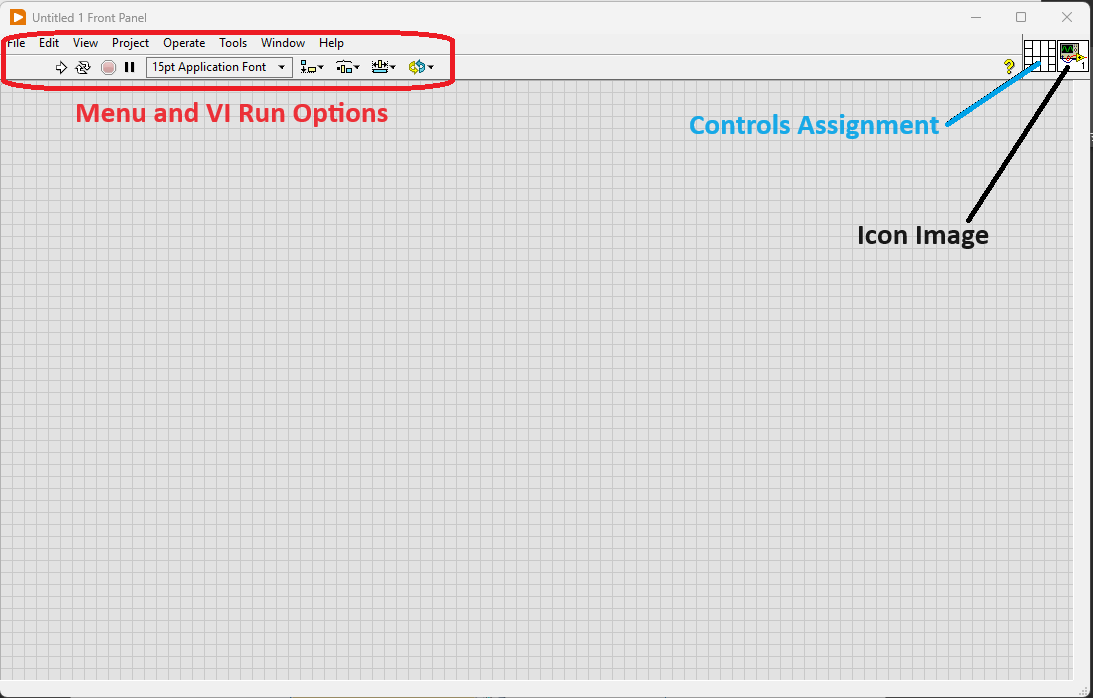 Untitled 1 Front Panel
File Edit View Project Operate Tools Window Help
15pt Application Font
?
1
Menu and VI Run Options
Controls Assignment
Icon Image